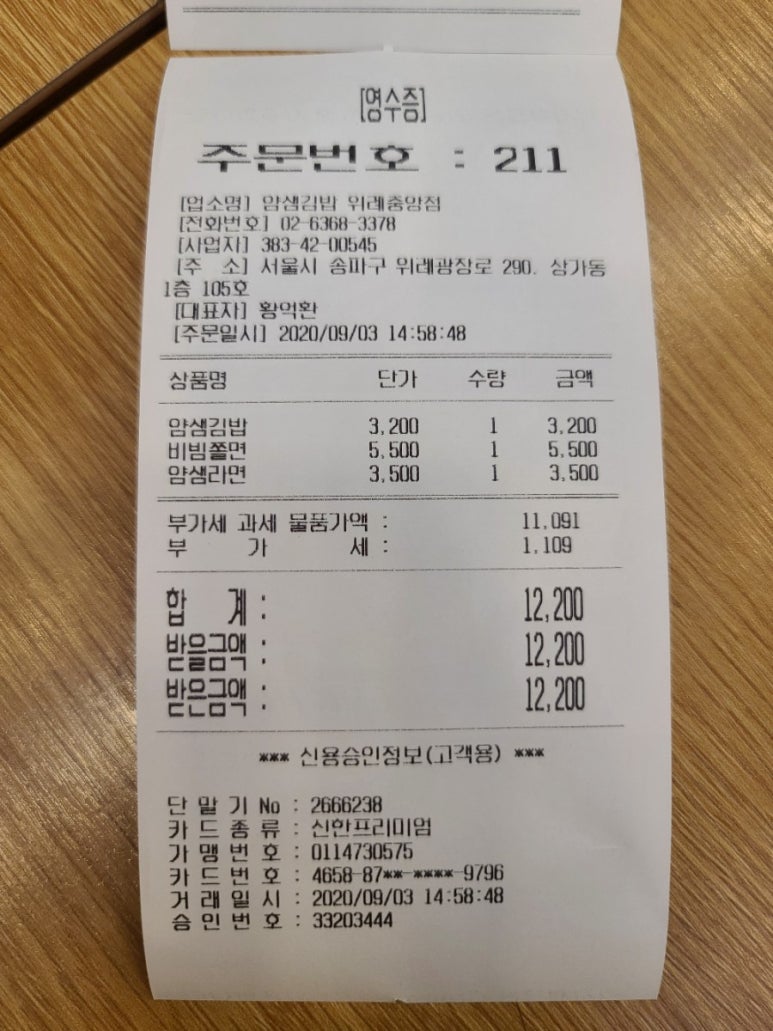 [영수증]
주문번호 : 211
[업소명] 얌샘김밥 위례중앙점
[전화번호] 02-6368-3378
[사업자] 383-42-00545
[주 소] 서울시 송파구 위례광장로 290. 상가동
1층 105호
[대표자] 황억환
[주문일시] 2020/09/03 14:58:48
상품명 단가 수량 금액
얌샘김밥 3,200 1 3,200
비빔쫄면 5,500 1 5,500
얌샘라면 3,500 1 3,500
부가세 과세 물품가액 : 11,091
부 가 세 : 1,109
합 계 : 12,200
받을금액 : 12,200
받은금액 : 12,200
*** 신용승인정보(고객용) ***
단 말 기 No : 2666238
카 드 종 류 : 신한프리미엄
가 맹 번 호 : 0114730575
카 드 번 호 : 4658-87**-****-9796
거 래 일 시 : 2020/09/03 14:58:48
승 인 번 호 : 33203444